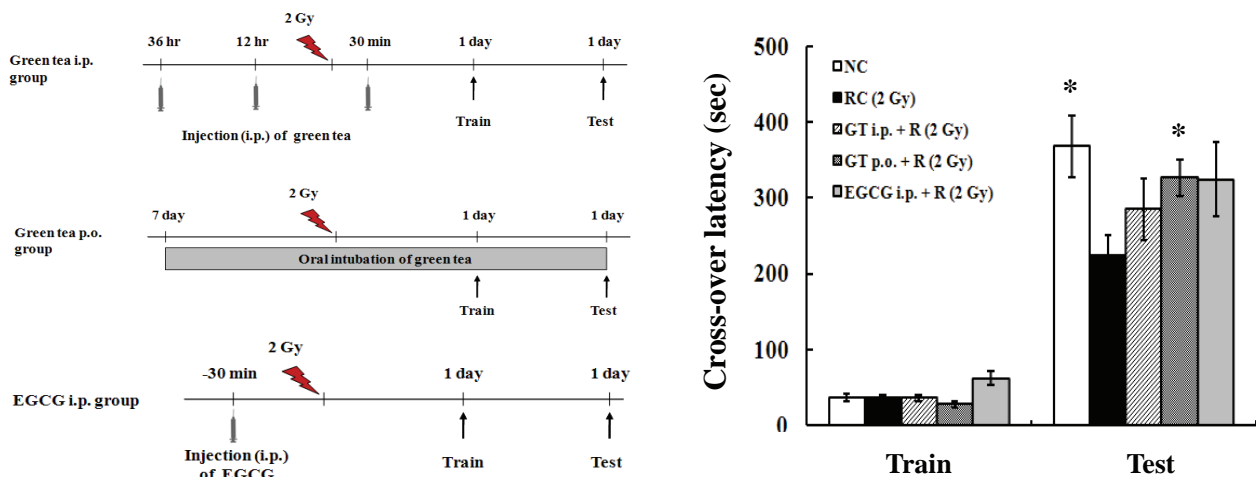 2 Gy
36 hr 12 hr 30 min 1 day 1 day
Green tea i.p.
group
Train Test
Injection (i.p.) of green tea
2 Gy
7 day 1 day 1 day
Green tea p.o.
group
Oral intubation of green tea
Train Test
2 Gy
-30 min 1 day 1 day
EGCG i.p. group
Injection (i.p.)
of EGCG
Train Test
Cross-over latency (sec)
500
400
300
200
100
0
NC
RC (2 Gy)
GT i.p. + R (2 Gy)
GT p.o. + R (2 Gy)
EGCG i.p. + R (2 Gy)
* *
Train Test